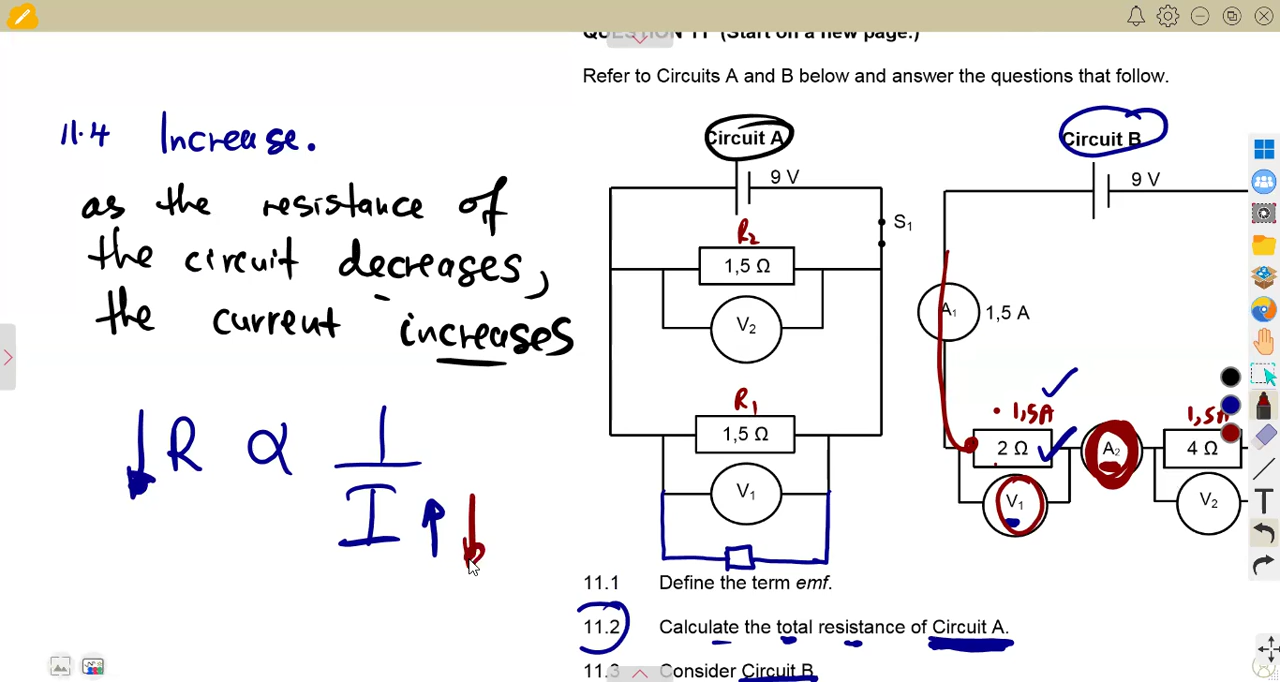 QUESTION 11 (Start on a new page.)
Refer to Circuits A and B below and answer the questions that follow.
11.4 Increase.
as the resistance of
the circuit decreases,
the current increases
↓ R ∝ 1/I ↑ ↓
Circuit A
9 V
S1
R2
1,5 Ω
V2
R1
1,5 Ω
V1
Circuit B
9 V
A1 1,5 A
1,5A
2 Ω
V1
A2
1,5A
4 Ω
V2
11.1 Define the term emf.
11.2 Calculate the total resistance of Circuit A.
11.3 Consider Circuit B.
T